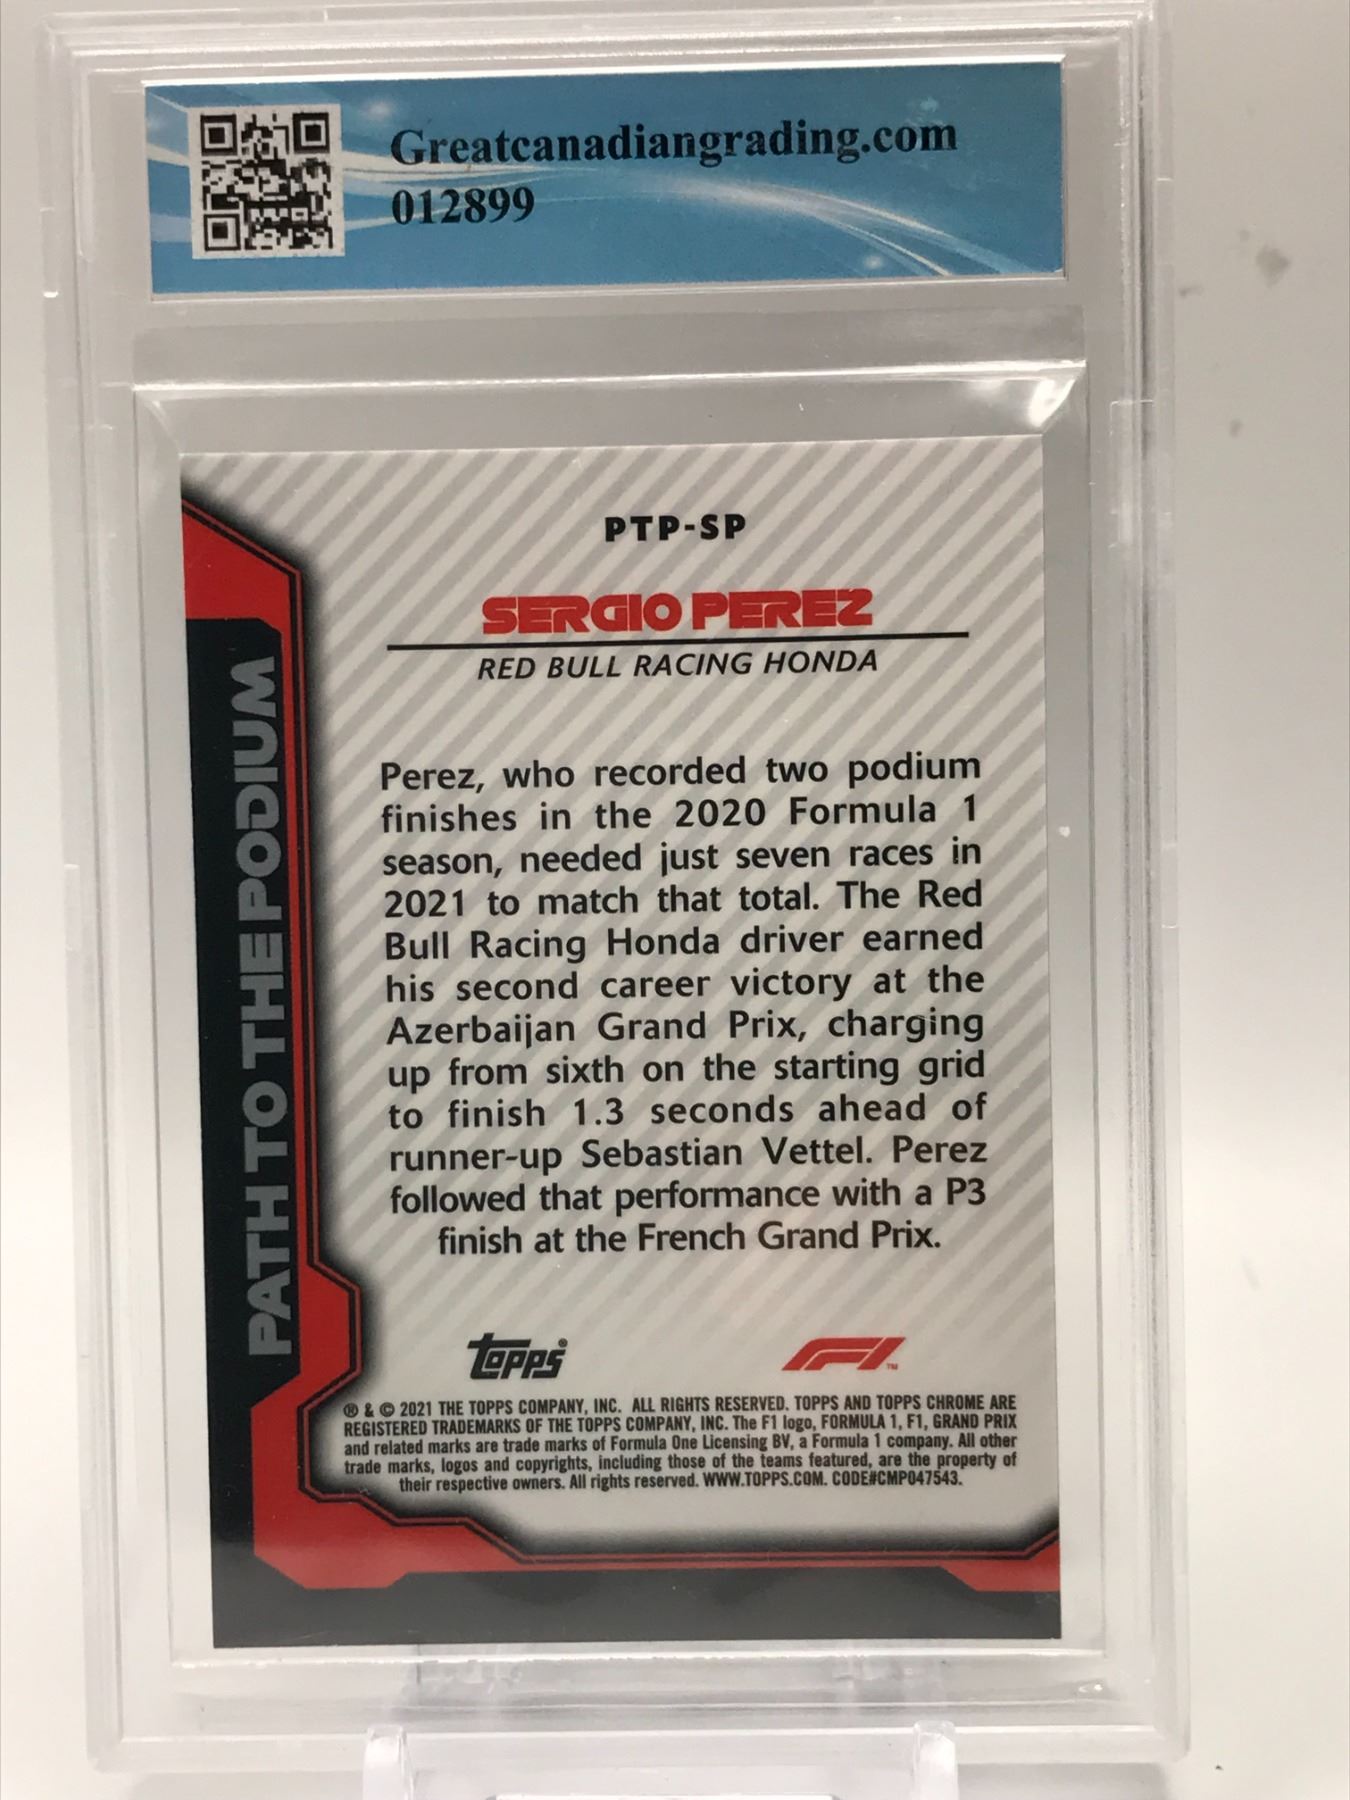 Greatcanadiangrading.com
012899
PTP-SP
SERGIO PEREZ
RED BULL RACING HONDA
PATH TO THE PODIUM
Perez, who recorded two podium
finishes in the 2020 Formula 1
season, needed just seven races in
2021 to match that total. The Red
Bull Racing Honda driver earned
his second career victory at the
Azerbaijan Grand Prix, charging
up from sixth on the starting grid
to finish 1.3 seconds ahead of
runner-up Sebastian Vettel. Perez
followed that performance with a P3
finish at the French Grand Prix.
Topps®
F1™
® & © 2021 THE TOPPS COMPANY, INC. ALL RIGHTS RESERVED. TOPPS AND TOPPS CHROME ARE
REGISTERED TRADEMARKS OF THE TOPPS COMPANY, INC. The F1 logo, FORMULA 1, F1, GRAND PRIX
and related marks are trade marks of Formula One Licensing BV, a Formula 1 company. All other
trade marks, logos and copyrights, including those of the teams featured, are the property of
their respective owners. All rights reserved. WWW.TOPPS.COM. CODE#CMP047543.